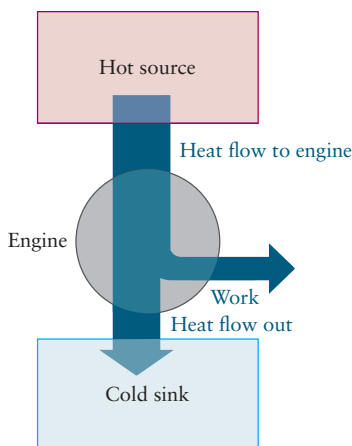 Hot source
Heat flow to engine
Engine
Work
Heat flow out
Cold sink